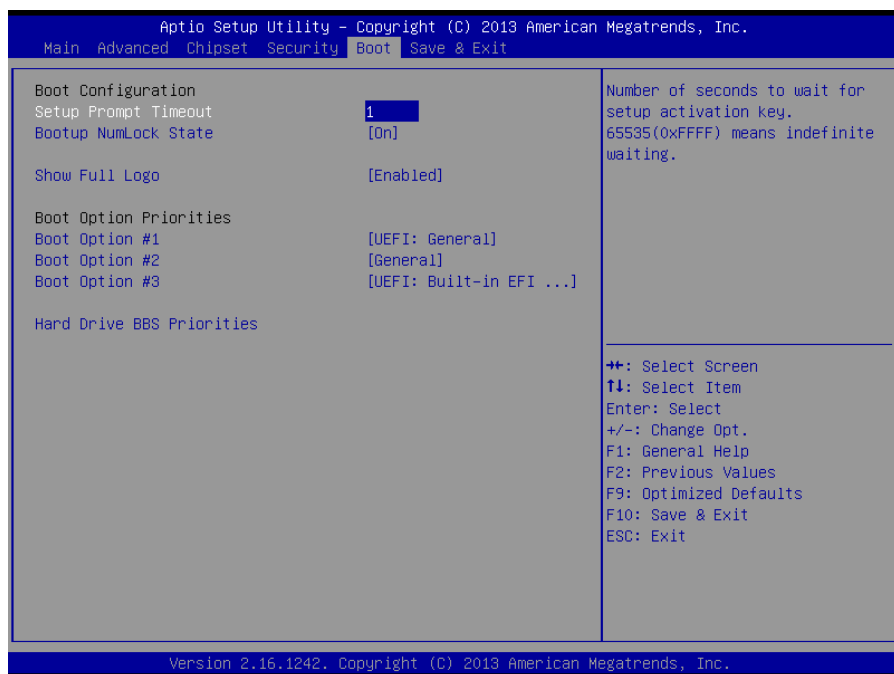 Aptio Setup Utility – Copyright (C) 2013 American Megatrends, Inc.
Main Advanced Chipset Security Boot Save & Exit
Boot Configuration
Setup Prompt Timeout 1
Bootup NumLock State [On]
Show Full Logo [Enabled]
Boot Option Priorities
Boot Option #1 [UEFI: General]
Boot Option #2 [General]
Boot Option #3 [UEFI: Built-in EFI ...]
Hard Drive BBS Priorities
Number of seconds to wait for
setup activation key.
65535(0xFFFF) means indefinite
waiting.
→←: Select Screen
↑↓: Select Item
Enter: Select
+/-: Change Opt.
F1: General Help
F2: Previous Values
F9: Optimized Defaults
F10: Save & Exit
ESC: Exit
Version 2.16.1242. Copyright (C) 2013 American Megatrends, Inc.